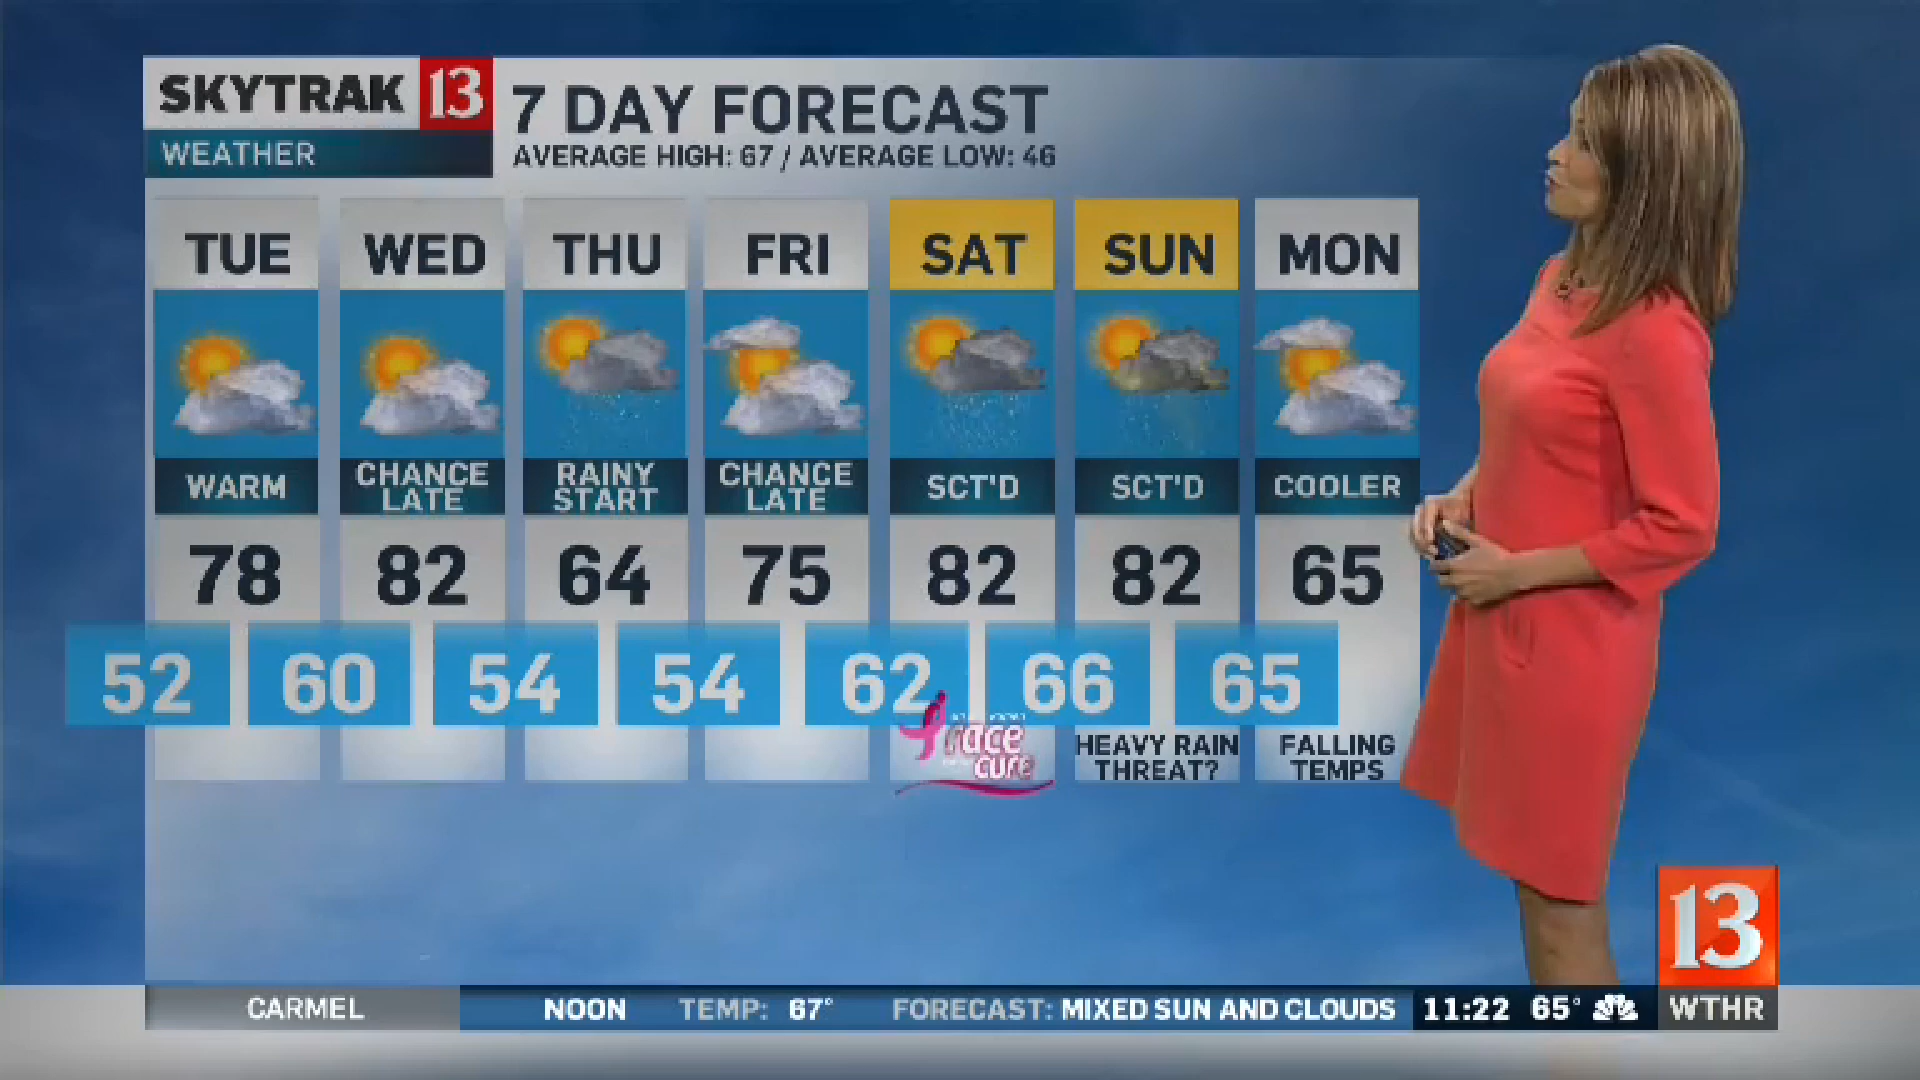 SKYTRAK 13
WEATHER
7 DAY FORECAST
AVERAGE HIGH: 67 / AVERAGE LOW: 46
TUE WED THU FRI SAT SUN MON
WARM
CHANCE
LATE
RAINY
START
CHANCE
LATE
SCT'D
SCT'D
COOLER
78 82 64 75 82 82 65
52 60 54 54 62 66 65
race
cure
HEAVY RAIN
THREAT?
FALLING
TEMPS
13
CARMEL NOON TEMP: 67° FORECAST: MIXED SUN AND CLOUDS 11:22 65° WTHR